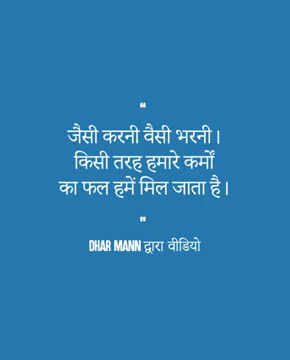 "
जैसी करनी वैसी भरनी।
किसी तरह हमारे कर्मों
का फल हमें मिल जाता है।
"
DHAR MANN द्वारा वीडियो